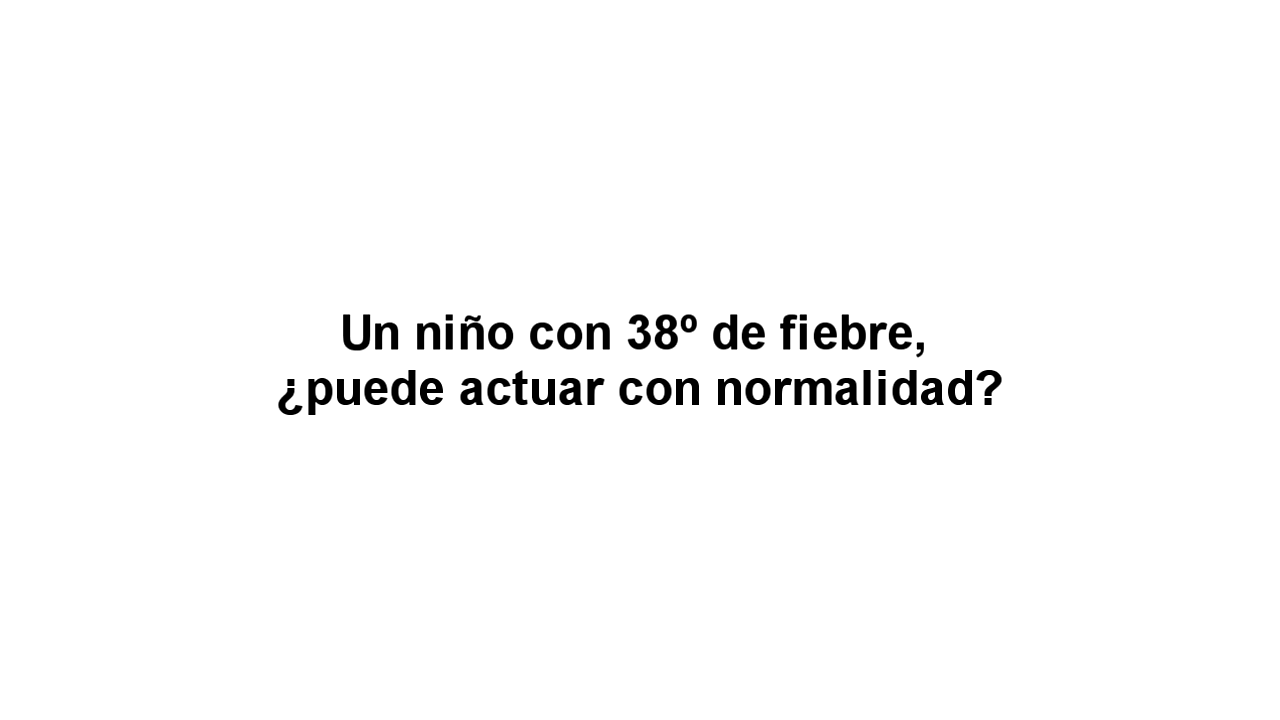 Un niño con 38º de fiebre,
¿puede actuar con normalidad?